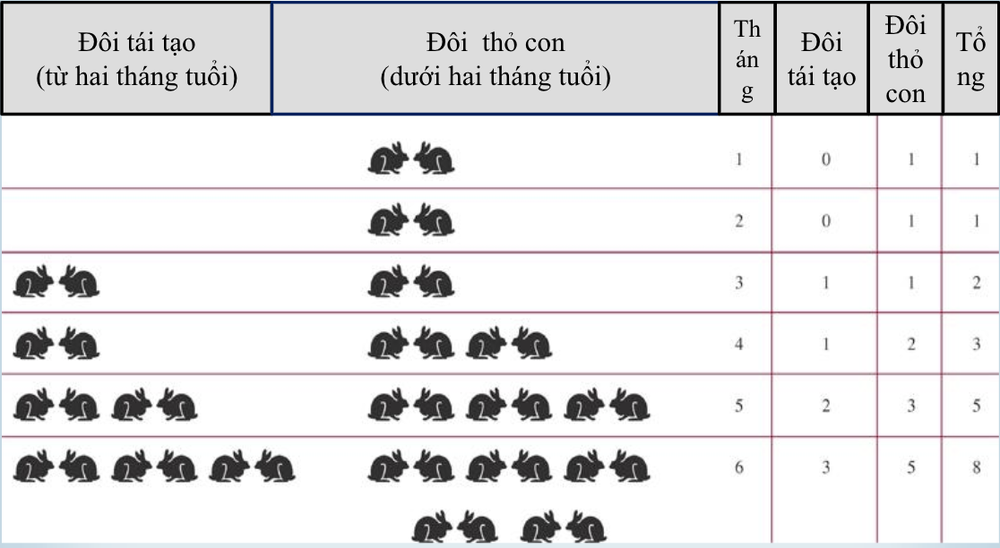 Đôi tái tạo
(từ hai tháng tuổi)
Đôi thỏ con
(dưới hai tháng tuổi)
Th
án
g
Đôi
tái tạo
Đôi
thỏ
con
Tổ
ng
1 0 1 1
2 0 1 1
3 1 1 2
4 1 2 3
5 2 3 5
6 3 5 8